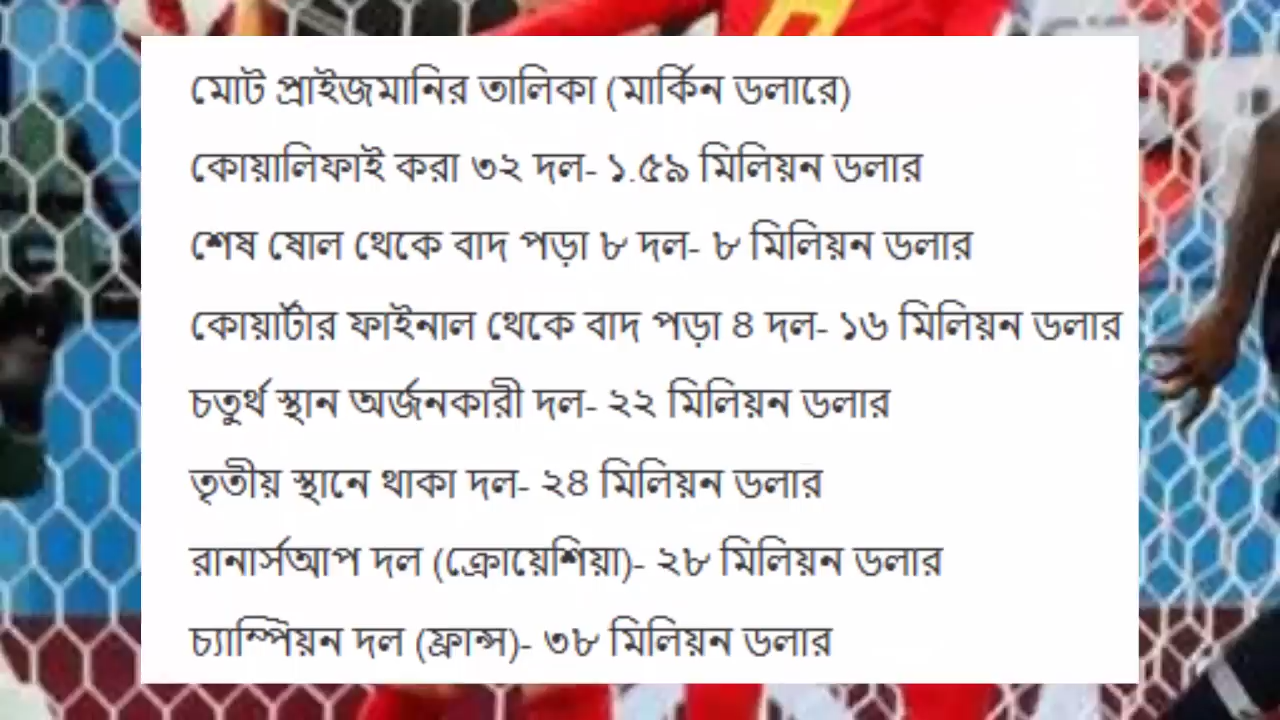 মোট প্রাইজমানির তালিকা (মার্কিন ডলারে)
কোয়ালিফাই করা ৩২ দল- ১.৫৯ মিলিয়ন ডলার
শেষ ষোল থেকে বাদ পড়া ৮ দল- ৮ মিলিয়ন ডলার
কোয়ার্টার ফাইনাল থেকে বাদ পড়া ৪ দল- ১৬ মিলিয়ন ডলার
চতুর্থ স্থান অর্জনকারী দল- ২২ মিলিয়ন ডলার
তৃতীয় স্থানে থাকা দল- ২৪ মিলিয়ন ডলার
রানার্সআপ দল (ক্রোয়েশিয়া)- ২৮ মিলিয়ন ডলার
চ্যাম্পিয়ন দল (ফ্রান্স)- ৩৮ মিলিয়ন ডলার